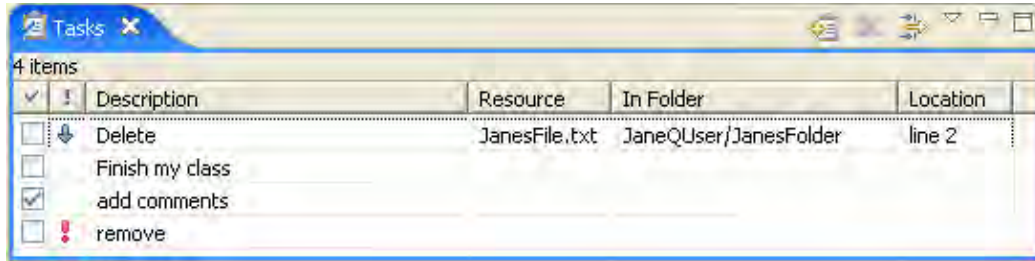 Tasks
4 items
! Description Resource In Folder Location
Delete JanesFile.txt JaneQUser/JanesFolder line 2
Finish my class
add comments
! remove